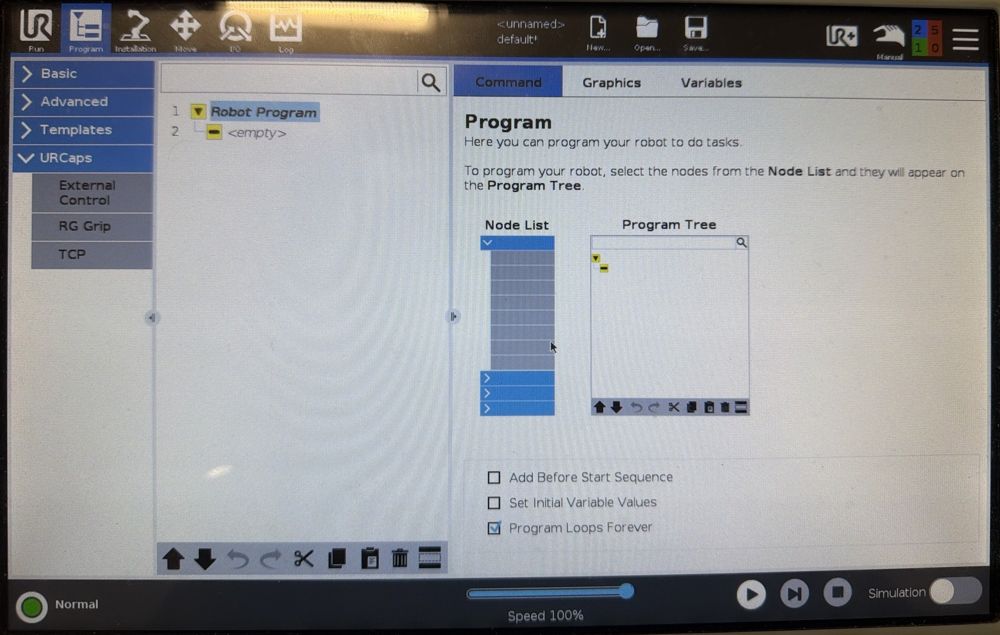 <unnamed>
default*
UR
Run
Program
Installation
Move
I/O
Log
New...
Open...
Save...
UR+
Manual
2 5
1 0
Basic
Advanced
Templates
URCaps
External
Control
RG Grip
TCP
1 Robot Program
2 <empty>
Command
Graphics
Variables
Program
Here you can program your robot to do tasks.
To program your robot, select the nodes from the Node List and they will appear on
the Program Tree.
Node List
Program Tree
Add Before Start Sequence
Set Initial Variable Values
Program Loops Forever
Normal
Speed 100%
Simulation